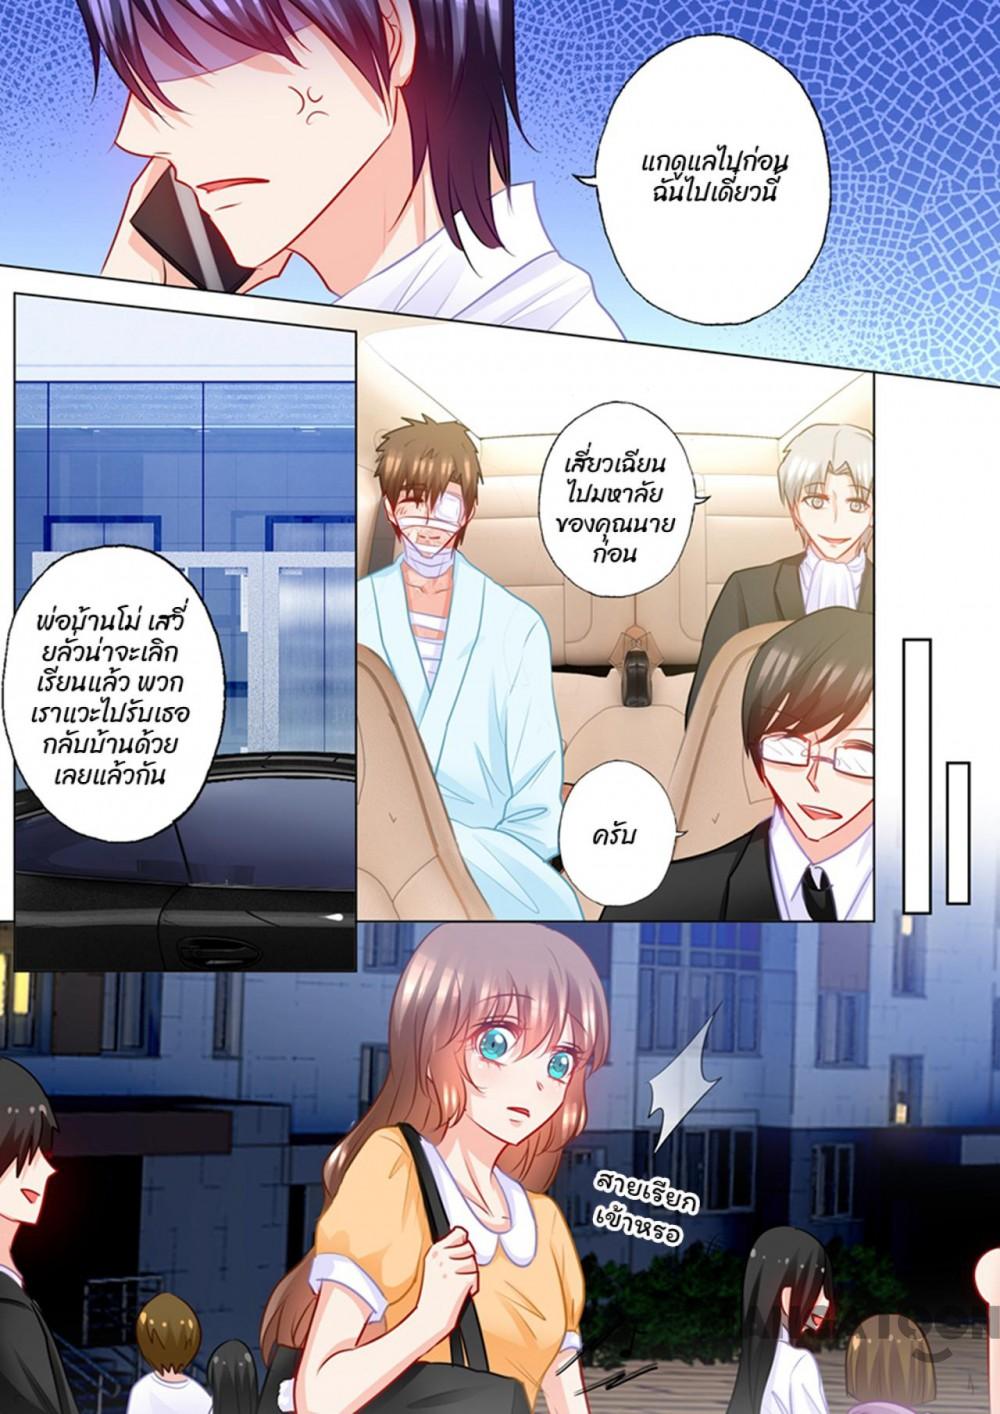 แกดูแลไปก่อน
ฉันไปเดี๋ยวนี้
พ่อบ้านโม่ เสวี่
ยลั่วน่าจะเลิก
เรียนแล้ว พวก
เราแวะไปรับเธอ
กลับบ้านด้วย
เลยแล้วกัน
เสี่ยวเฉียน
ไปมหาลัย
ของคุณนาย
ก่อน
ครับ
สายเรียก
เข้าหรอ
MANGATOON